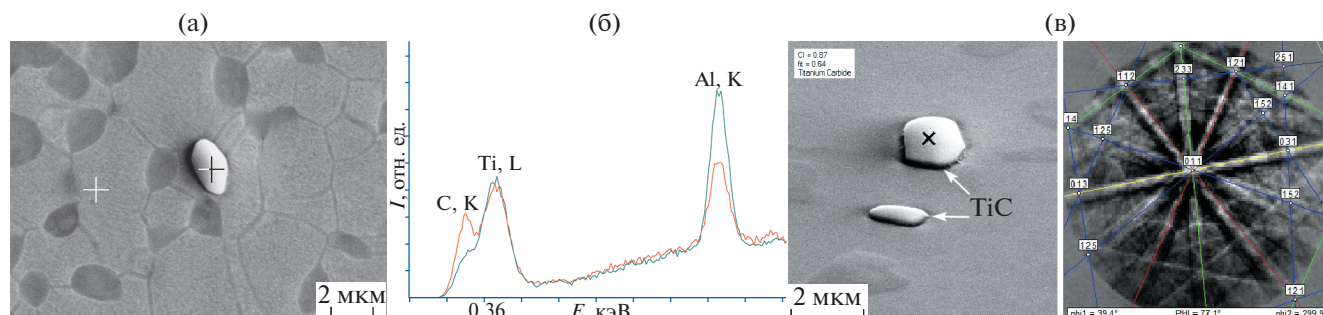 (а)
(б)
(в)
2 мкм
I, отн. ед.
C, K
Ti, L
Al, K
0.36
E, кэВ
CI = 0.87
fit = 0.64
Titanium Carbide
TiC
2 мкм
112
233
121
251
141
152
14
125
031
011
013
152
125
121
phi1 = 39.4°
PHI = 77.1°
phi2 = 299.9